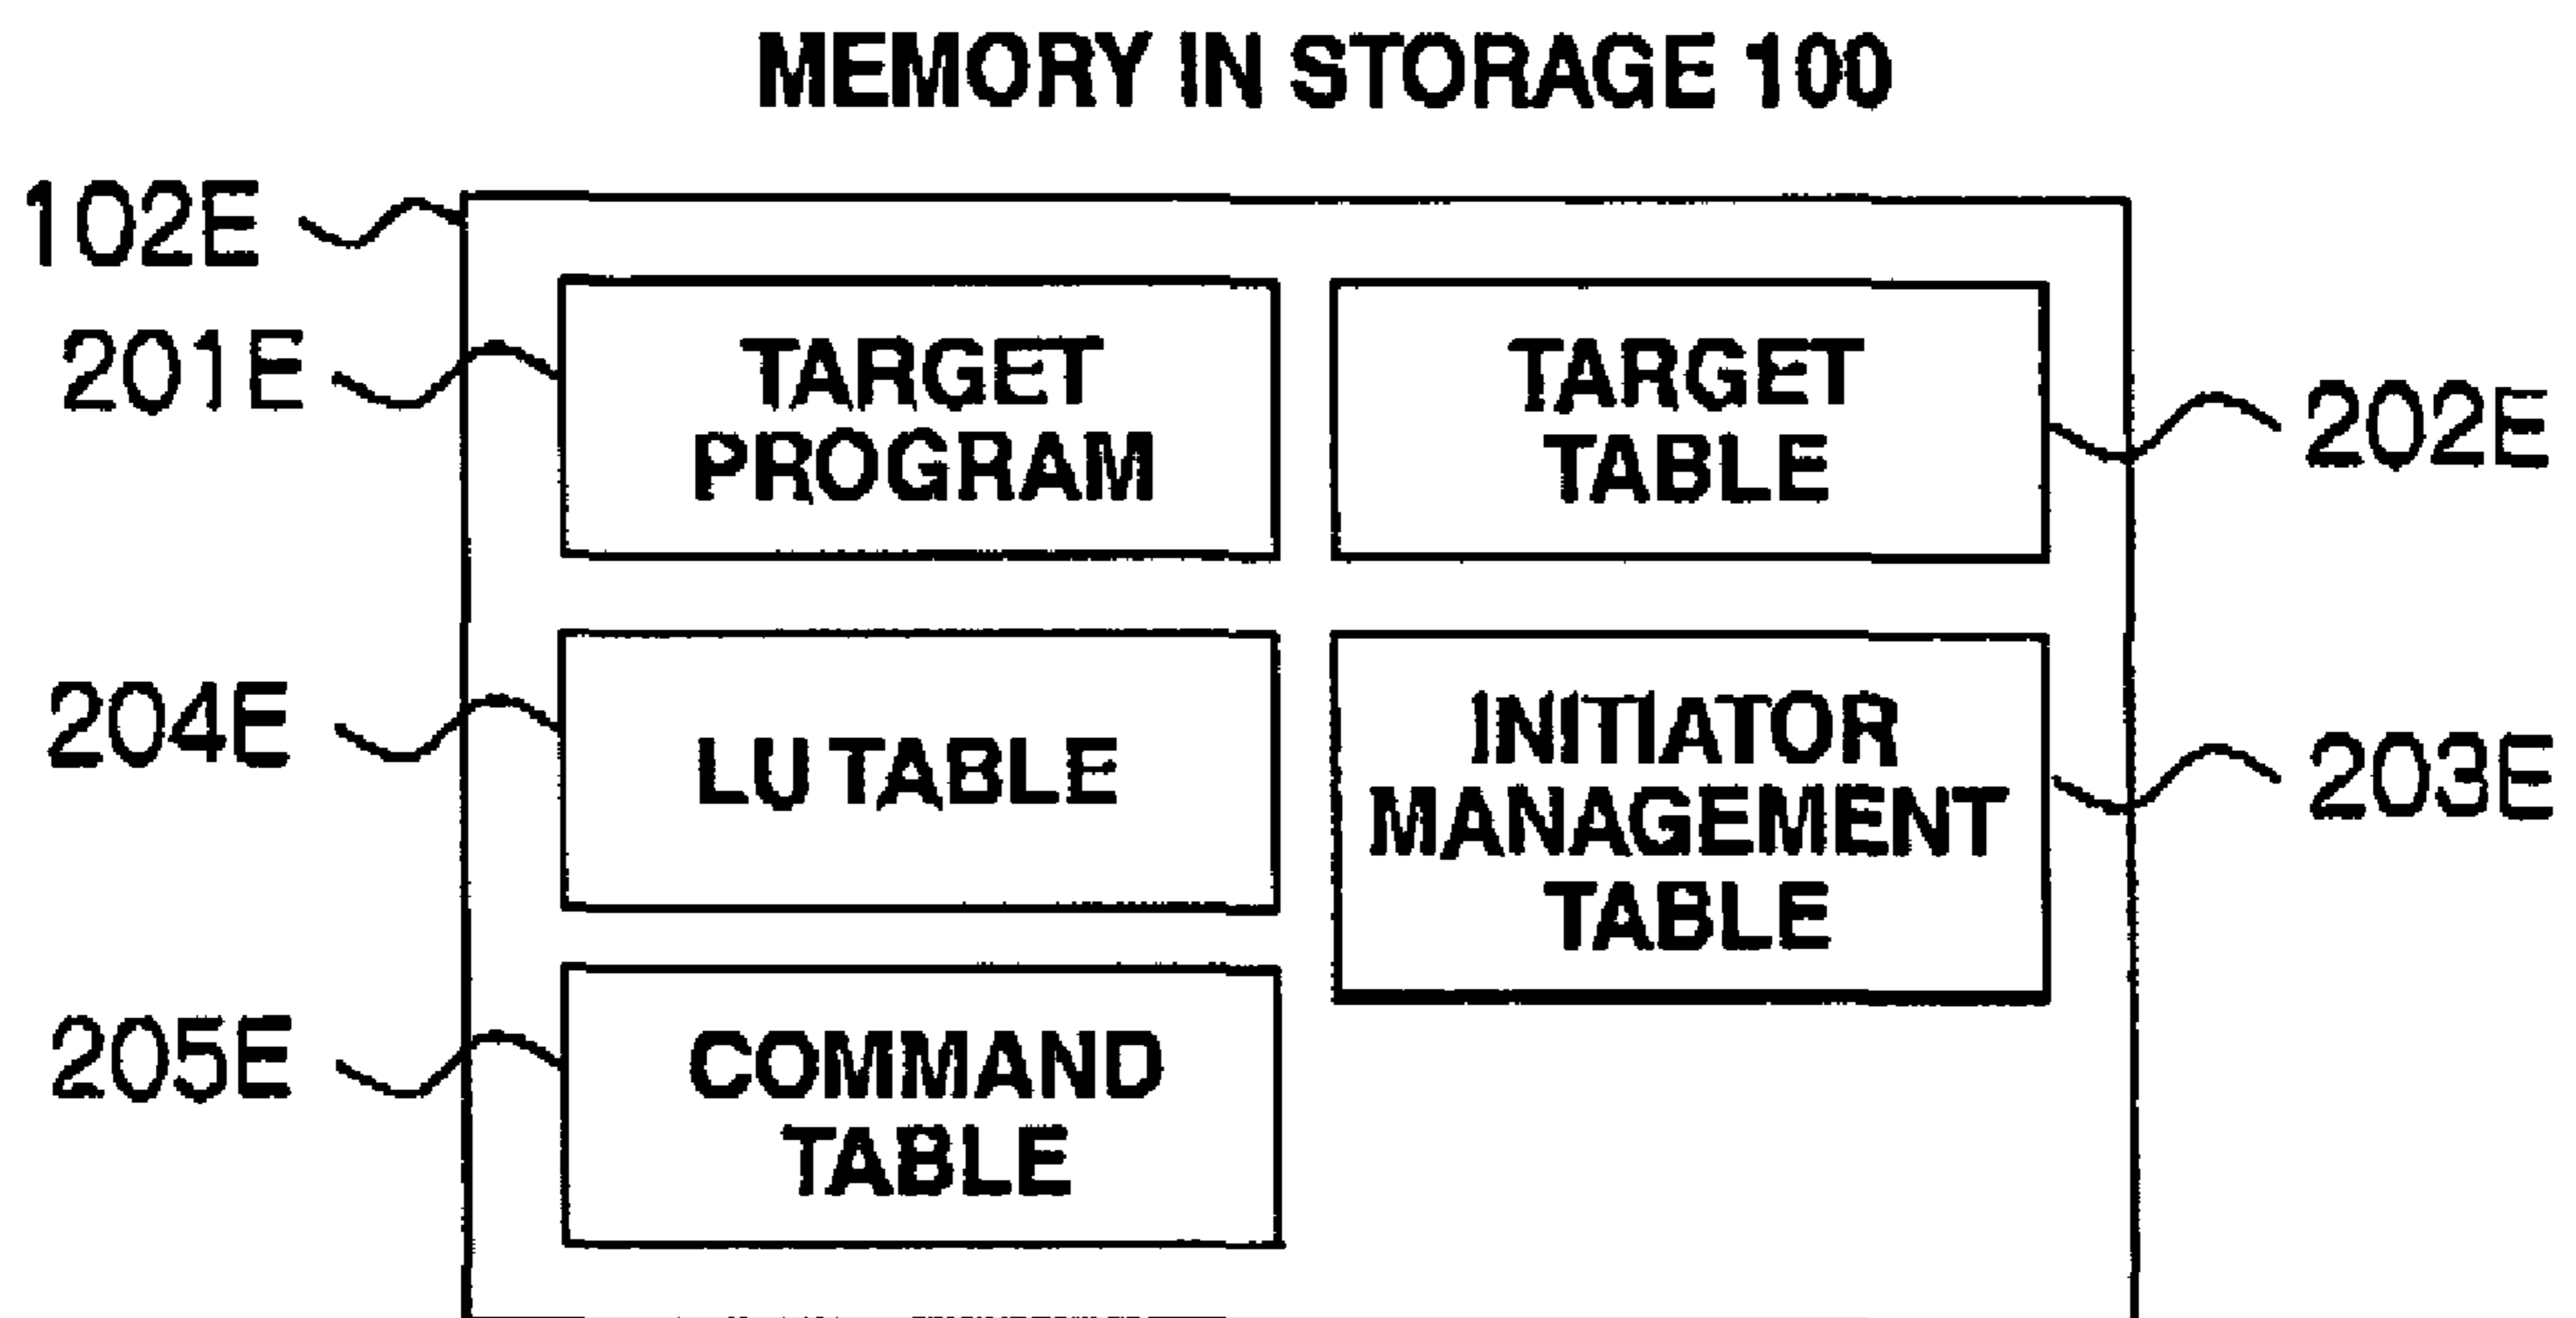 MEMORY IN STORAGE 100
102E
201E
TARGET
PROGRAM
TARGET
TABLE
202E
204E
LU TABLE
INITIATOR
MANAGEMENT
TABLE
203E
205E
COMMAND
TABLE